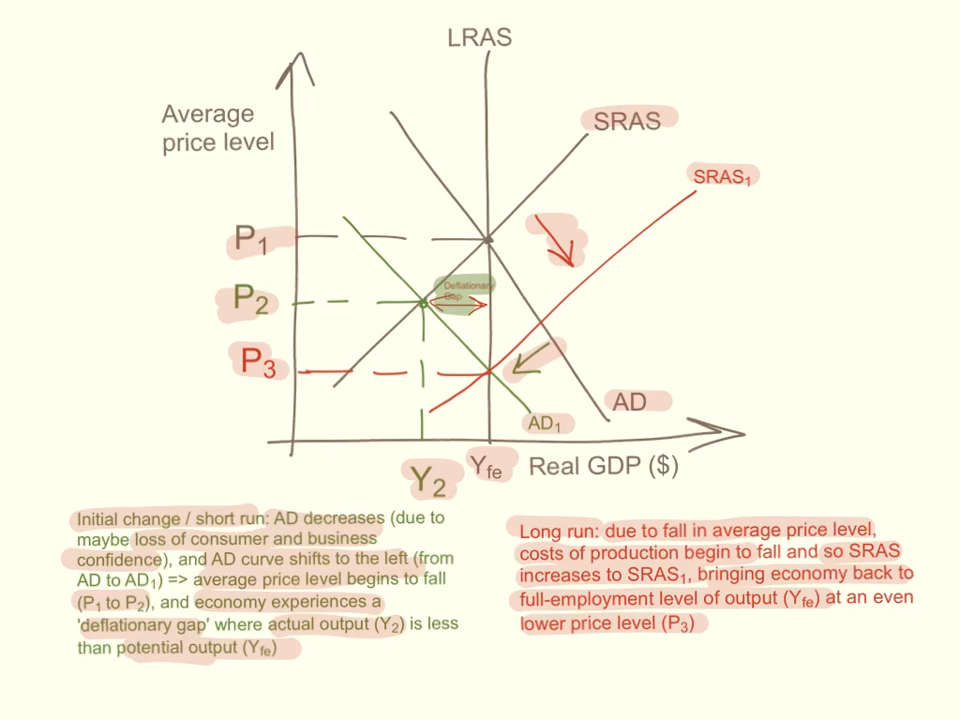 LRAS
Average
price level
SRAS
SRAS₁
P₁
Deflationary
Gap
P₂
P₃
AD
AD₁
Y₂
Yfe
Real GDP ($)
Initial change / short run: AD decreases (due to
maybe loss of consumer and business
confidence), and AD curve shifts to the left (from
AD to AD₁) => average price level begins to fall
(P₁ to P₂), and economy experiences a
'deflationary gap' where actual output (Y₂) is less
than potential output (Yfe)
Long run: due to fall in average price level,
costs of production begin to fall and so SRAS
increases to SRAS₁, bringing economy back to
full-employment level of output (Yfe) at an even
lower price level (P₃)